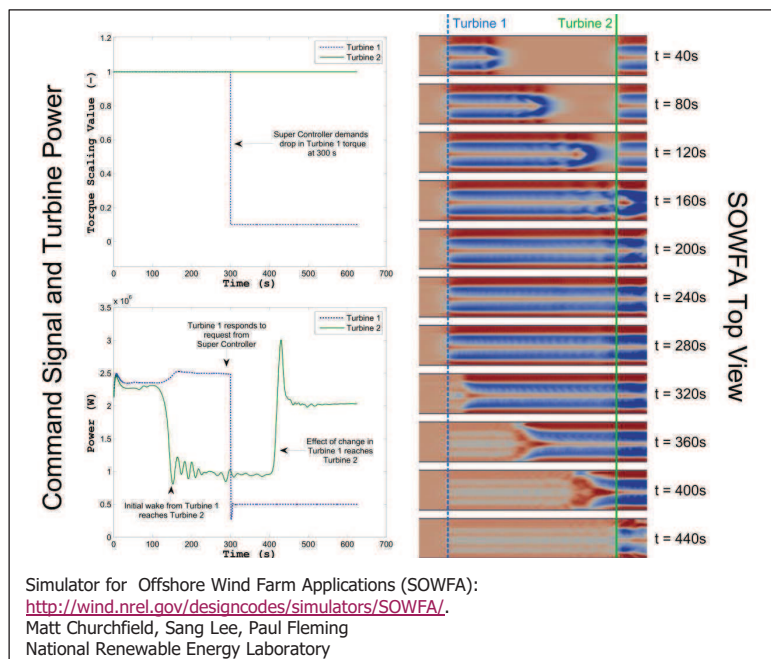 Command Signal and Turbine Power
1.2
1
0.8
0.6
0.4
0.2
0
Torque Scaling Value (-)
Turbine 1
Turbine 2
Super Controller demands
drop in Turbine 1 torque
at 300 s
0 100 200 300 400 500 600 700
Time (s)
x 10^6
3.5
3
2.5
2
1.5
1
0.5
0
Power (W)
Turbine 1
Turbine 2
Turbine 1 responds to
request from
Super Controller
Effect of change in
Turbine 1 reaches
Turbine 2
Initial wake from Turbine 1
reaches Turbine 2
0 100 200 300 400 500 600 700
Time (s)
Turbine 1 Turbine 2
t = 40s
t = 80s
t = 120s
t = 160s
t = 200s
t = 240s
t = 280s
t = 320s
t = 360s
t = 400s
t = 440s
SOWFA Top View
Simulator for Offshore Wind Farm Applications (SOWFA):
http://wind.nrel.gov/designcodes/simulators/SOWFA/.
Matt Churchfield, Sang Lee, Paul Fleming
National Renewable Energy Laboratory